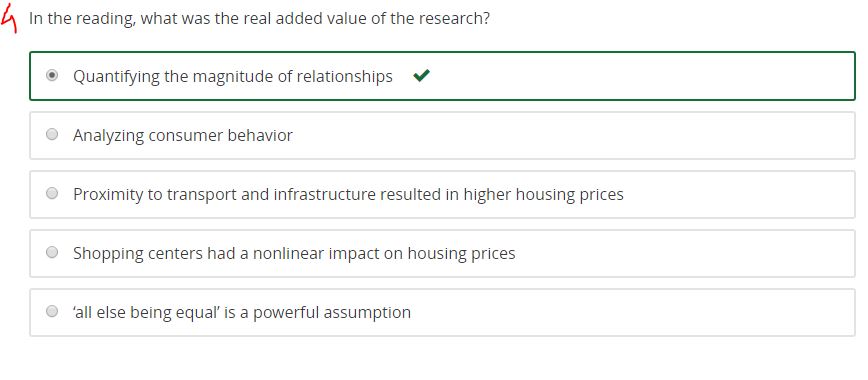 4 In the reading, what was the real added value of the research?
Quantifying the magnitude of relationships
Analyzing consumer behavior
Proximity to transport and infrastructure resulted in higher housing prices
Shopping centers had a nonlinear impact on housing prices
‘all else being equal’ is a powerful assumption